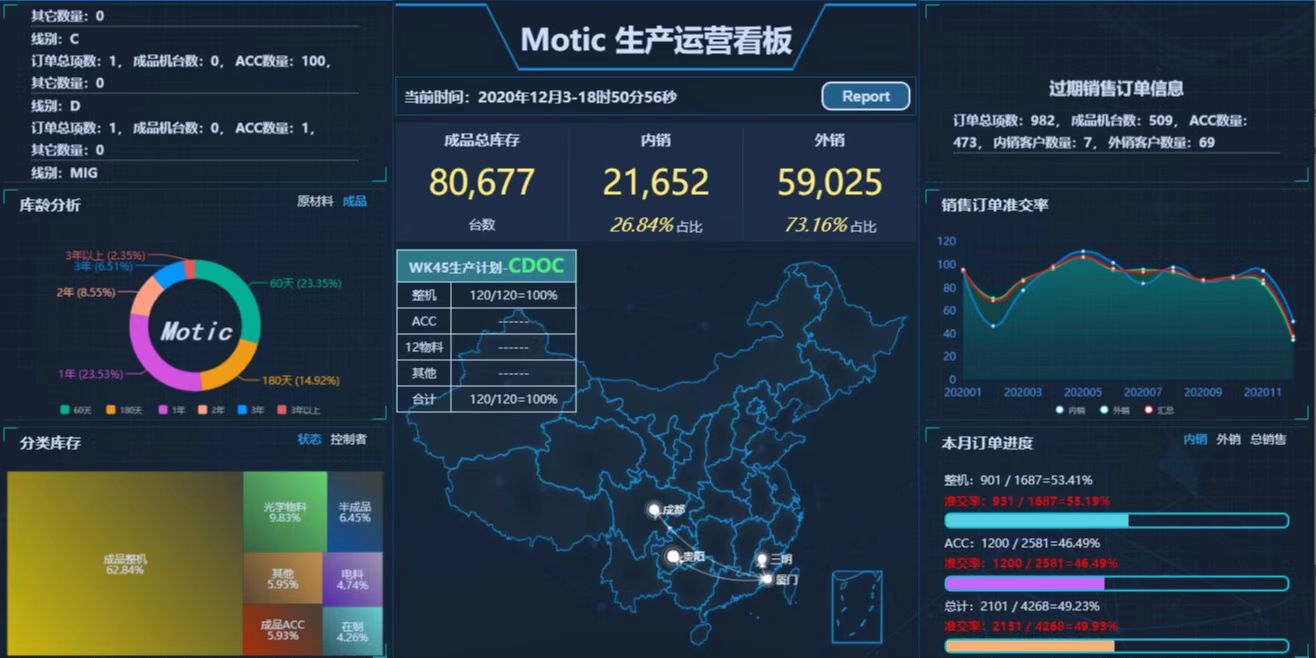 其它数量：0
线别：C
订单总项数：1， 成品机台数：0， ACC数量：100，
其它数量：0
线别：D
订单总项数：1， 成品机台数：0， ACC数量：1，
其它数量：0
线别：MIG
库龄分析
原材料 成品
3年以上 (2.35%)
3年 (6.51%)
2年 (8.55%)
1年 (23.53%)
60天 (23.35%)
180天 (14.92%)
Motic
60天 180天 1年 2年 3年 3年以上
分类库存
状态 控制者
成品整机
62.84%
光学物料
9.83%
半成品
6.45%
其他
5.95%
电料
4.74%
成品ACC
5.93%
在制
4.26%
Motic 生产运营看板
当前时间：2020年12月3-18时50分56秒
Report
成品总库存 内销 外销
80,677 21,652 59,025
台数 26.84% 占比 73.16% 占比
WK45生产计划-CDOC
整机 120/120=100%
ACC ------
12物料 ------
其他 ------
合计 120/120=100%
成都
贵阳
三明
厦门
过期销售订单信息
订单总项数：982， 成品机台数：509， ACC数量：
473， 内销客户数量：7， 外销客户数量：69
销售订单准交率
120
100
80
60
40
20
0
202001 202003 202005 202007 202009 202011
内销 外销 汇总
本月订单进度
内销 外销 总销售
整机：901 / 1687=53.41%
准交率：931 / 1687=55.19%
ACC：1200 / 2581=46.49%
准交率：1200 / 2581=46.49%
总计：2101 / 4268=49.23%
准交率：2131 / 4268=49.93%